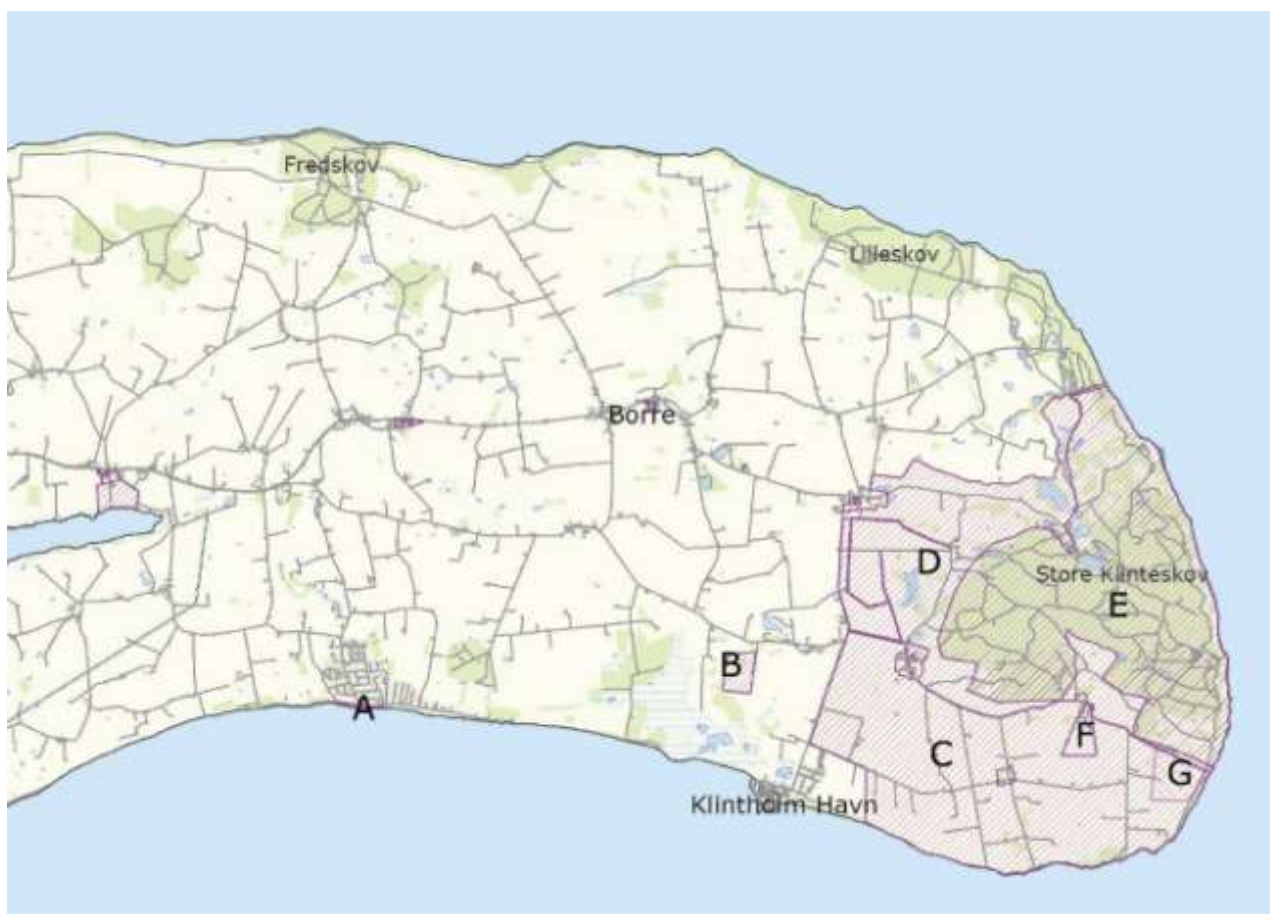 Fredskov
Lilleskov
Borre
D
Store Klinteskov
E
B
A
F
C
G
Klintholm Havn